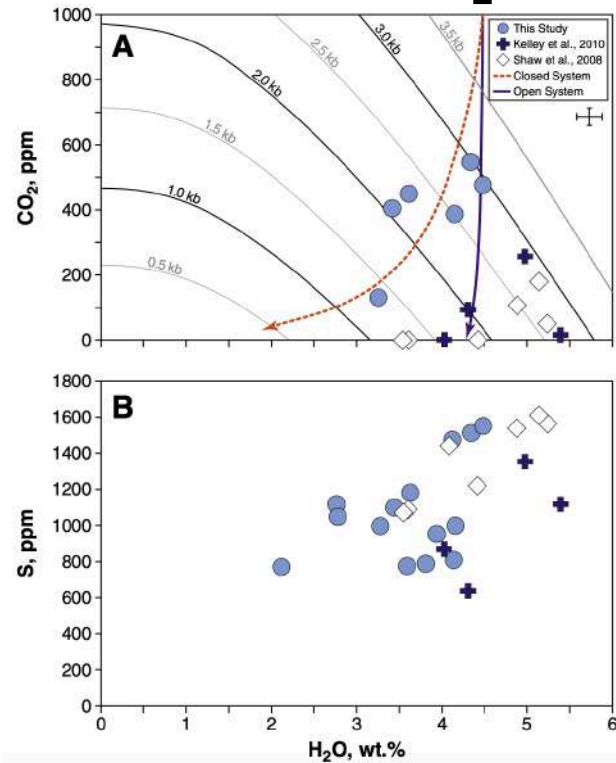 A
1000
800
600
400
200
0
CO2, ppm
0.5 kb
1.0 kb
1.5 kb
2.0 kb
2.5 kb
3.0 kb
3.5 kb
This Study
Kelley et al., 2010
Shaw et al., 2008
Closed System
Open System
B
1800
1600
1400
1200
1000
800
600
400
200
0
S, ppm
0 1 2 3 4 5 6
H2O, wt.%